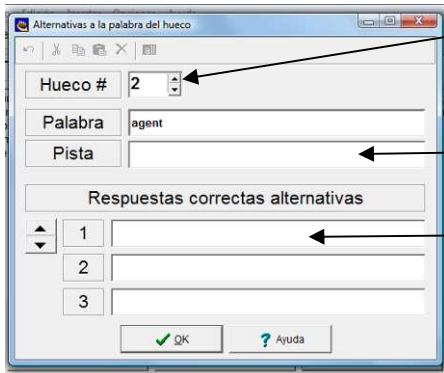 Alternativas a la palabra del hueco
Hueco # 2
Palabra agent
Pista
Respuestas correctas alternativas
1
2
3
OK ? Ayuda